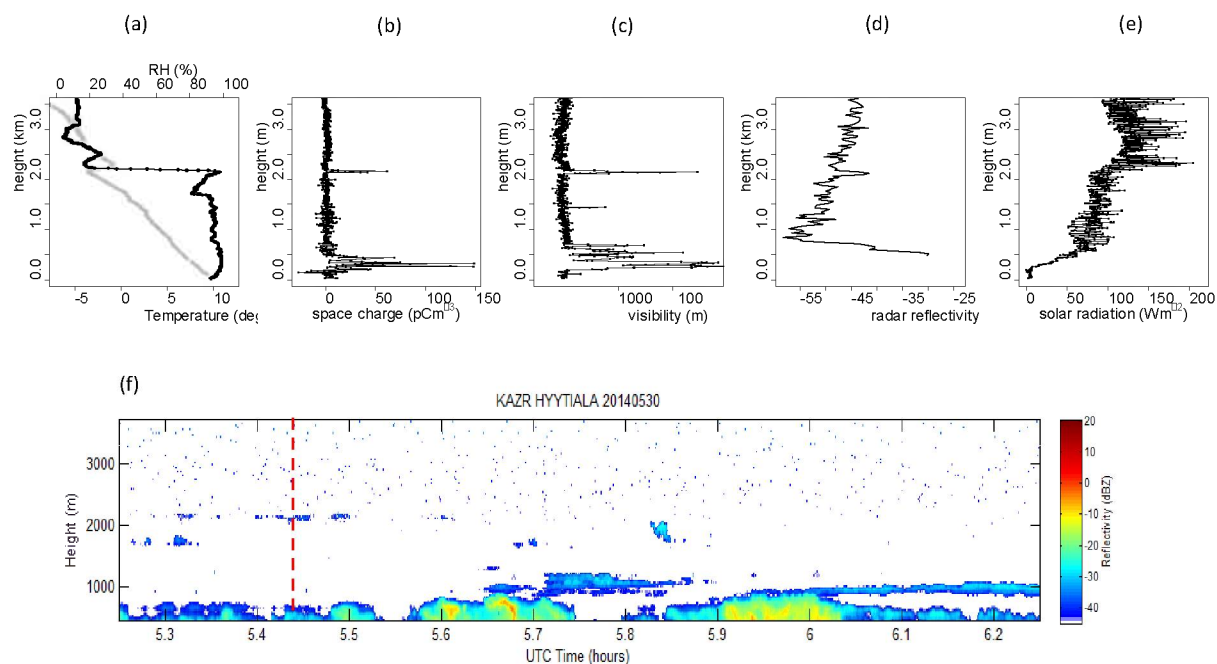 (a)
(b)
(c)
(d)
(e)
RH (%)
0 20 40 60 80 100
height (km)
0.0 1.0 2.0 3.0
-5 0 5 10
Temperature (deg
height (m)
0.0 1.0 2.0 3.0
0 50 100 150
space charge (pCm□3)
height (m)
0.0 1.0 2.0 3.0
1000 100
visibility (m)
height (m)
0.0 1.0 2.0 3.0
-55 -45 -35 -25
radar reflectivity
height (m)
0.0 1.0 2.0 3.0
0 50 100 150 200
solar radiation (Wm□2)
(f)
KAZR HYYTIALA 20140530
Height (m)
3000
2000
1000
5.3 5.4 5.5 5.6 5.7 5.8 5.9 6 6.1 6.2
UTC Time (hours)
20
10
0
-10
-20
-30
-40
Reflectivity (dBZ)